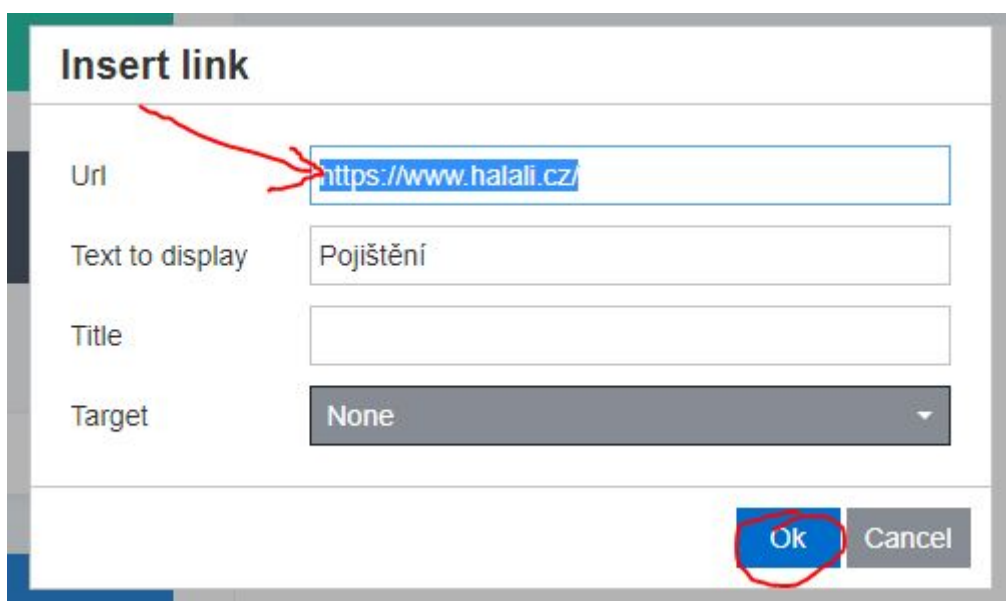 Insert link
Url https://www.halali.cz/
Text to display Pojištění
Title
Target None
Ok Cancel